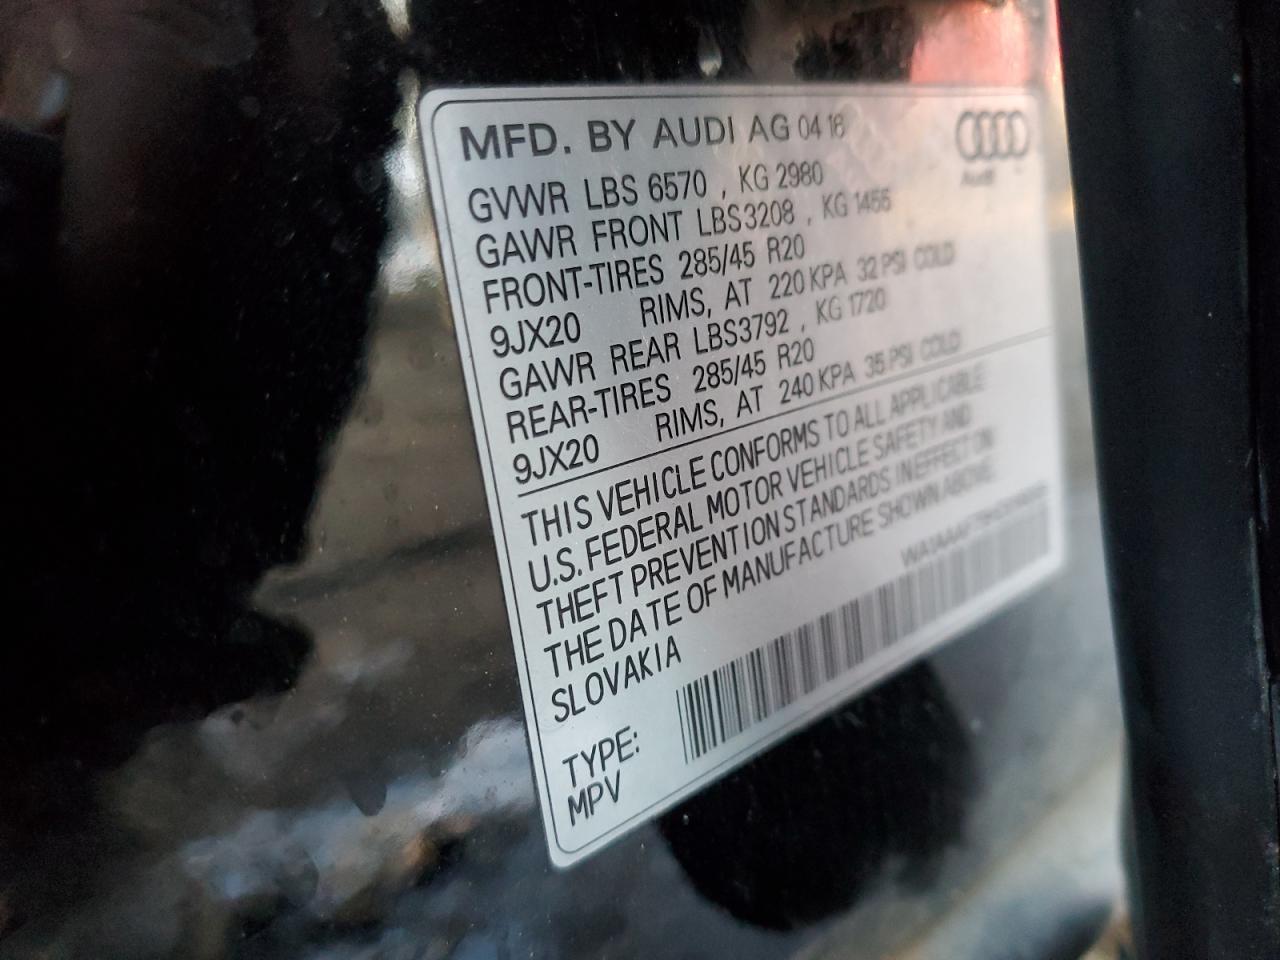 MFD. BY AUDI AG 04 18
Audi
GVWR LBS 6570 , KG 2980
GAWR FRONT LBS3208 , KG 1455
FRONT-TIRES 285/45 R20
9JX20 RIMS, AT 220 KPA 32 PSI COLD
GAWR REAR LBS3792 , KG 1720
REAR-TIRES 285/45 R20
9JX20 RIMS, AT 240 KPA 35 PSI COLD
THIS VEHICLE CONFORMS TO ALL APPLICABLE
U.S. FEDERAL MOTOR VEHICLE SAFETY AND
THEFT PREVENTION STANDARDS IN EFFECT ON
THE DATE OF MANUFACTURE SHOWN ABOVE.
SLOVAKIA
TYPE:
MPV